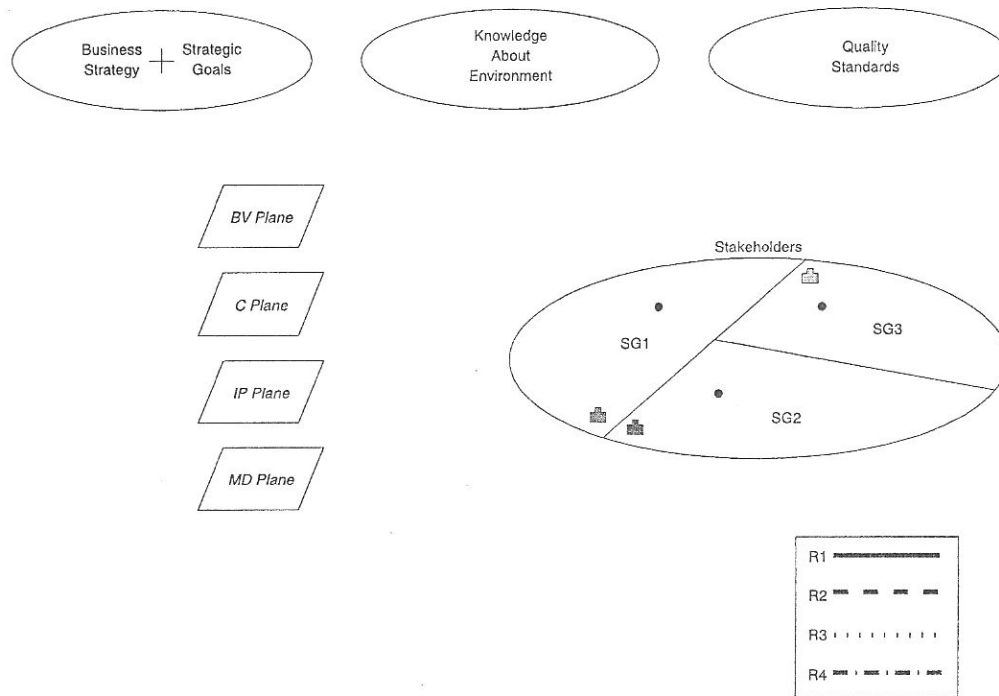 Business Strategic
Strategy Goals
Knowledge
About
Environment
Quality
Standards
BV Plane
C Plane
IP Plane
MD Plane
Stakeholders
SG1
SG3
SG2
R1
R2
R3
R4